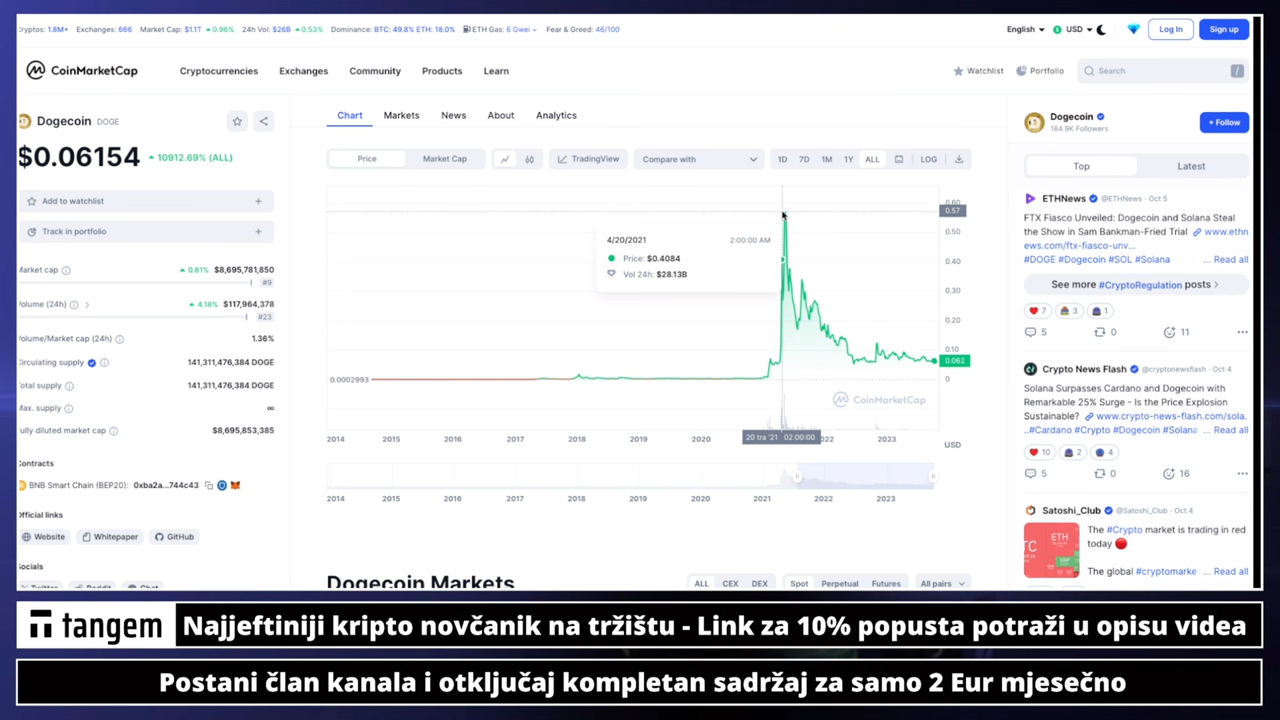 Cryptos: 1.8M+ Exchanges: 666 Market Cap: $1.1T 0.96% 24h Vol: $26B 0.53% Dominance: BTC: 49.8% ETH: 18.0% ETH Gas: 6 Gwei Fear & Greed: 46/100 English USD Log In Sign up
CoinMarketCap Cryptocurrencies Exchanges Community Products Learn Watchlist Portfolio Search /
Dogecoin DOGE
$0.06154 10912.69% (ALL)
Add to watchlist +
Track in portfolio +
Market cap 0.61% $8,695,781,850
#9
Volume (24h) 4.18% $117,964,378
#23
Volume/Market cap (24h) 1.36%
Circulating supply 141,311,476,384 DOGE
Total supply 141,311,476,384 DOGE
Max. supply ∞
Fully diluted market cap $8,695,853,385
Contracts
BNB Smart Chain (BEP20): 0xba2a...744c43
Official links
Website Whitepaper GitHub
Socials
Twitter Reddit Chat
Chart Markets News About Analytics
Price Market Cap TradingView Compare with 1D 7D 1M 1Y ALL LOG
0.60
0.57
0.50
0.40
0.30
0.20
0.10
0.062
0
4/20/2021 2:00:00 AM
Price: $0.4084
Vol 24h: $28.13B
0.0002993
CoinMarketCap
2014 2015 2016 2017 2018 2019 2020 20 tra '21 02:00:00 022 2023 USD
2014 2015 2016 2017 2018 2019 2020 2021 2022 2023
Dogecoin Markets ALL CEX DEX Spot Perpetual Futures All pairs
Dogecoin
184.9K Followers
+ Follow
Top Latest
ETHNews @ETHNews · Oct 5
FTX Fiasco Unveiled: Dogecoin and Solana Steal
the Show in Sam Bankman-Fried Trial www.ethn
ews.com/ftx-fiasco-unv...
#DOGE #Dogecoin #SOL #Solana ... Read all
See more #CryptoRegulation posts
7 3 1
5 0 11 ...
Crypto News Flash @cryptonewsflash · Oct 4
Solana Surpasses Cardano and Dogecoin with
Remarkable 25% Surge - Is the Price Explosion
Sustainable? www.crypto-news-flash.com/sola.
..#Cardano #Crypto #Dogecoin #Solana ... Read all
10 2 4
5 0 16 ...
Satoshi_Club @Satoshi_Club · Oct 4
TC ETH
The #Crypto market is trading in red
today
The global #cryptomarke ... Read all
tangem Najjeftiniji kripto novčanik na tržištu - Link za 10% popusta potraži u opisu videa
Postani član kanala i otključaj kompletan sadržaj za samo 2 Eur mjesečno